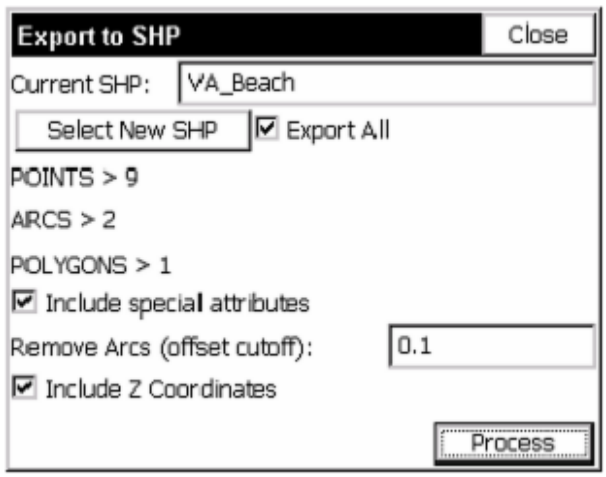 Export to SHP Close
Current SHP: VA_Beach
Select New SHP Export All
POINTS > 9
ARCS > 2
POLYGONS > 1
Include special attributes
Remove Arcs (offset cutoff): 0.1
Include Z Coordinates
Process